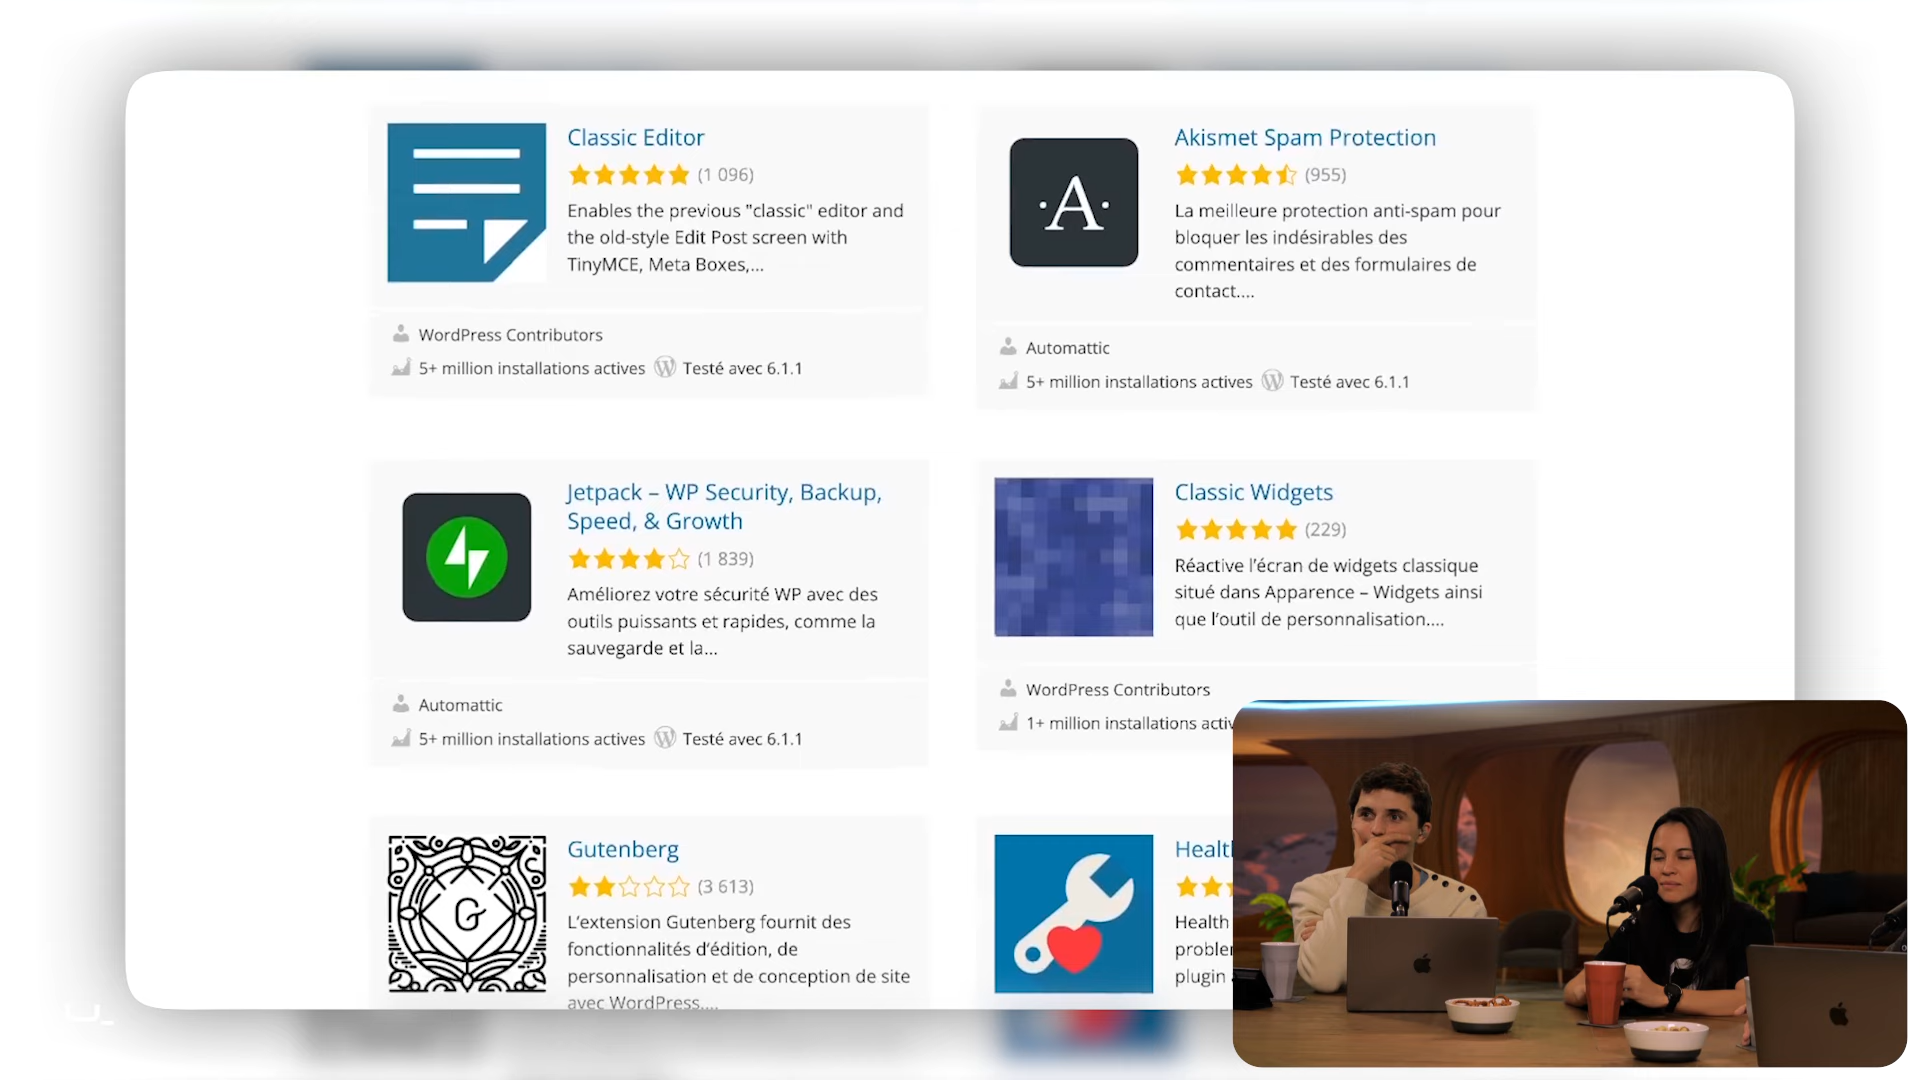 Classic Editor
(1 096)
Enables the previous "classic" editor and
the old-style Edit Post screen with
TinyMCE, Meta Boxes,...
WordPress Contributors
5+ million installations actives
Testé avec 6.1.1
·A·
Akismet Spam Protection
(955)
La meilleure protection anti-spam pour
bloquer les indésirables des
commentaires et des formulaires de
contact....
Automattic
5+ million installations actives
Testé avec 6.1.1
Jetpack – WP Security, Backup,
Speed, & Growth
(1 839)
Améliorez votre sécurité WP avec des
outils puissants et rapides, comme la
sauvegarde et la...
Automattic
5+ million installations actives
Testé avec 6.1.1
Classic Widgets
(229)
Réactive l’écran de widgets classique
situé dans Apparence – Widgets ainsi
que l’outil de personnalisation....
WordPress Contributors
1+ million installations activ
G
Gutenberg
(3 613)
L’extension Gutenberg fournit des
fonctionnalités d’édition, de
personnalisation et de conception de site
avec WordPress....
Healt
Health
probler
plugin